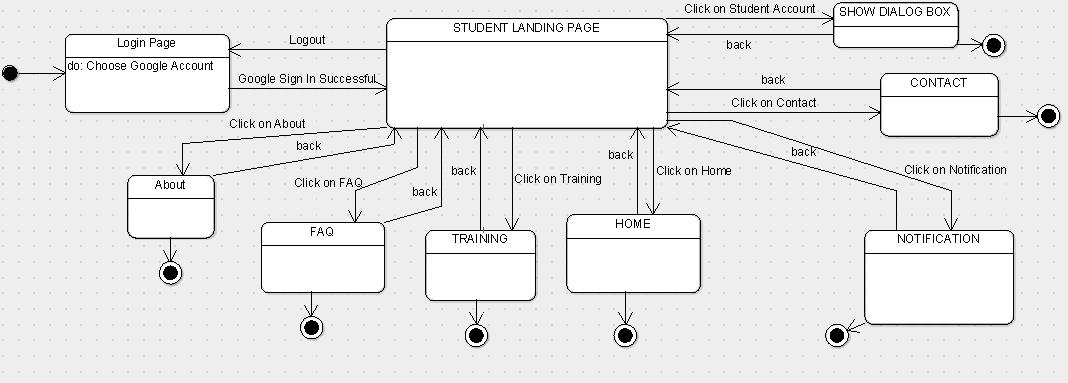 Click on Student Account
SHOW DIALOG BOX
STUDENT LANDING PAGE
Login Page
Logout
back
do: Choose Google Account
Google Sign In Successful
back
CONTACT
Click on Contact
Click on About
back
back
back
back
Click on Home
Click on Notification
Click on FAQ
Click on Training
About
back
FAQ
TRAINING
HOME
NOTIFICATION